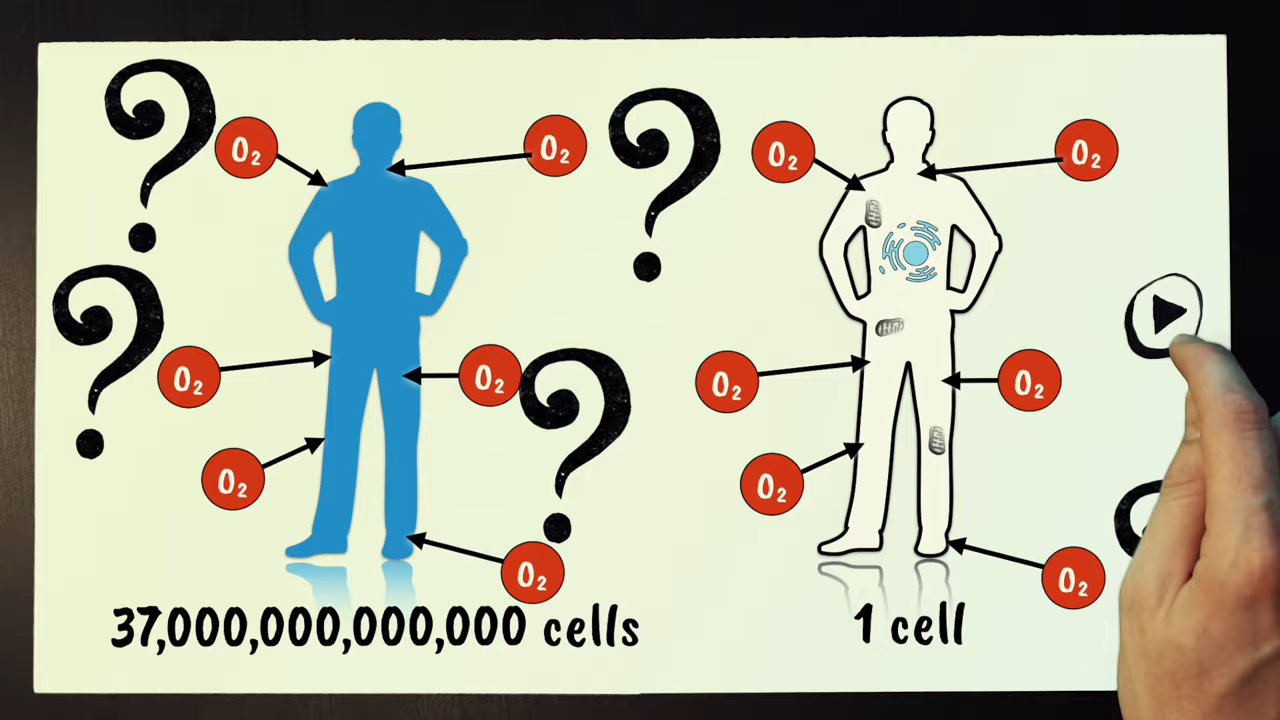 ?
?
O₂
O₂
O₂
O₂
?
O₂
O₂
?
O₂
O₂
O₂
O₂
?
O₂
O₂
37,000,000,000,000 cells
1 cell